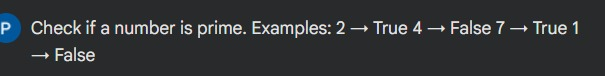 P Check if a number is prime. Examples: 2 → True 4 → False 7 → True 1
→ False